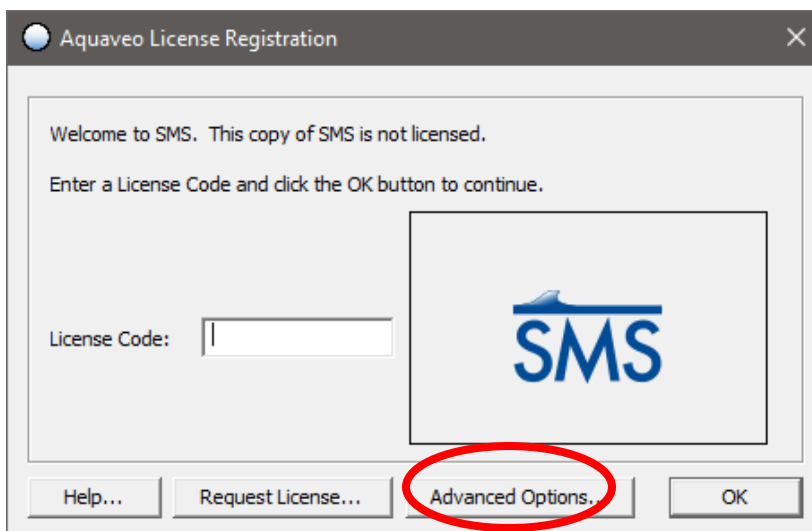 Aquaveo License Registration
Welcome to SMS. This copy of SMS is not licensed.
Enter a License Code and click the OK button to continue.
License Code:
SMS
Help... Request License... Advanced Options... OK